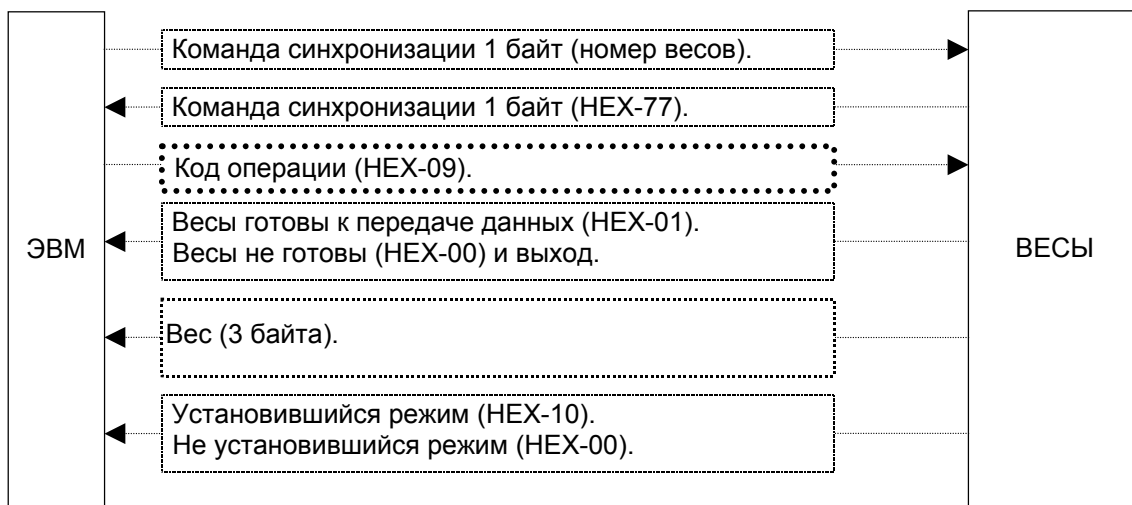 Команда синхронизации 1 байт (номер весов).
Команда синхронизации 1 байт (HEX-77).
Код операции (HEX-09).
Весы готовы к передаче данных (HEX-01).
Весы не готовы (HEX-00) и выход.
ЭВМ
ВЕСЫ
Вес (3 байта).
Установившийся режим (HEX-10).
Не установившийся режим (HEX-00).